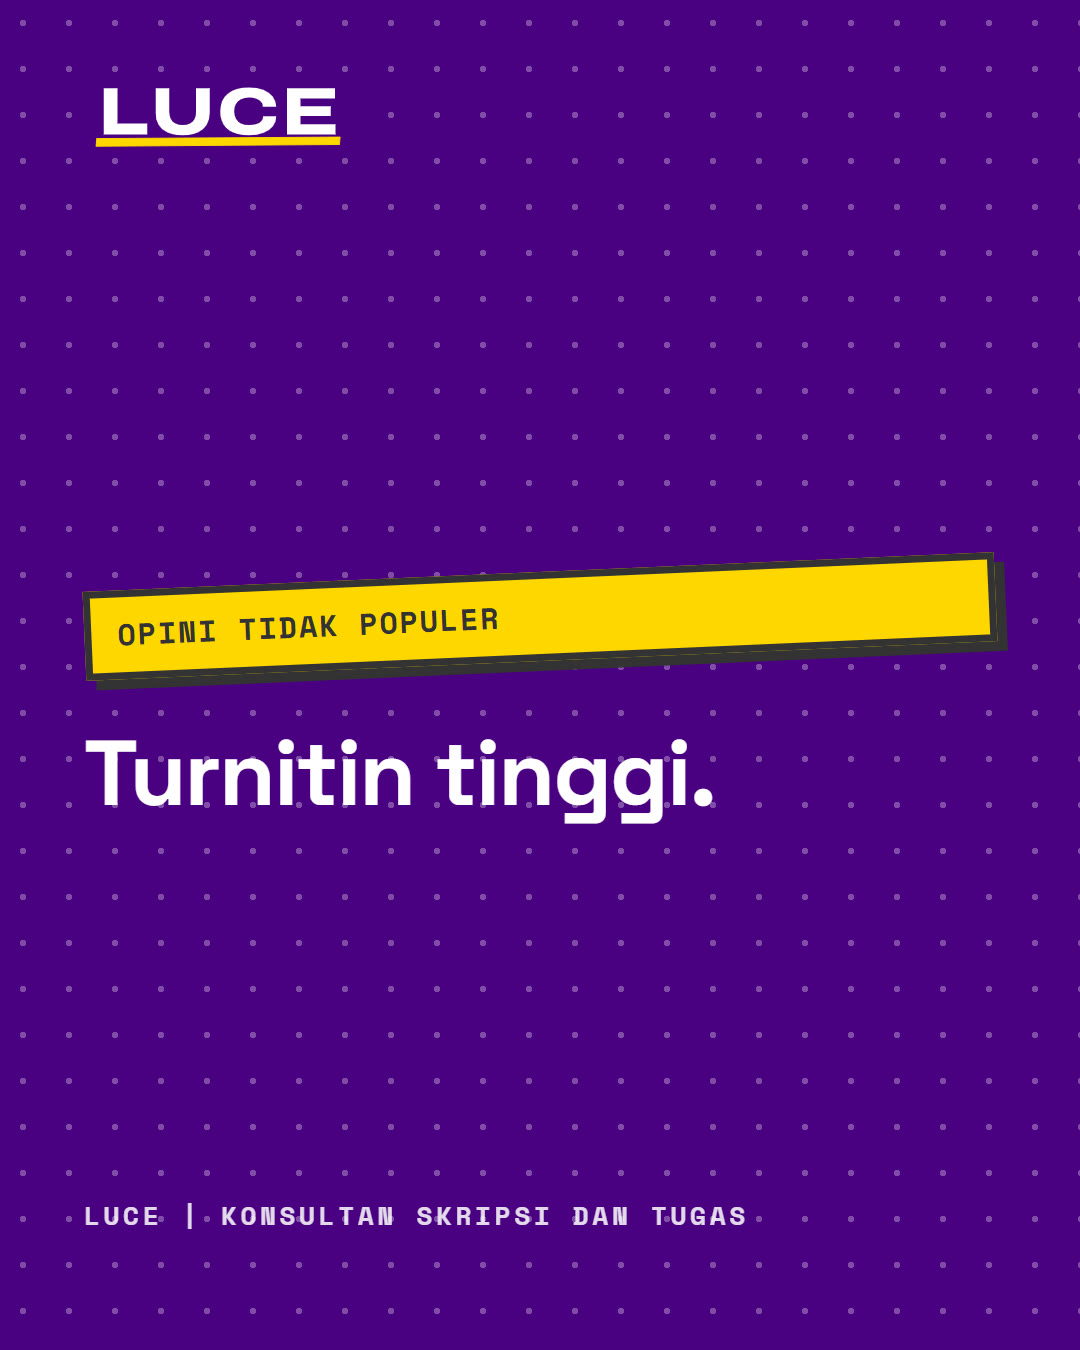 LUCE
OPINI TIDAK POPULER
Turnitin tinggi.
LUCE | KONSULTAN SKRIPSI DAN TUGAS